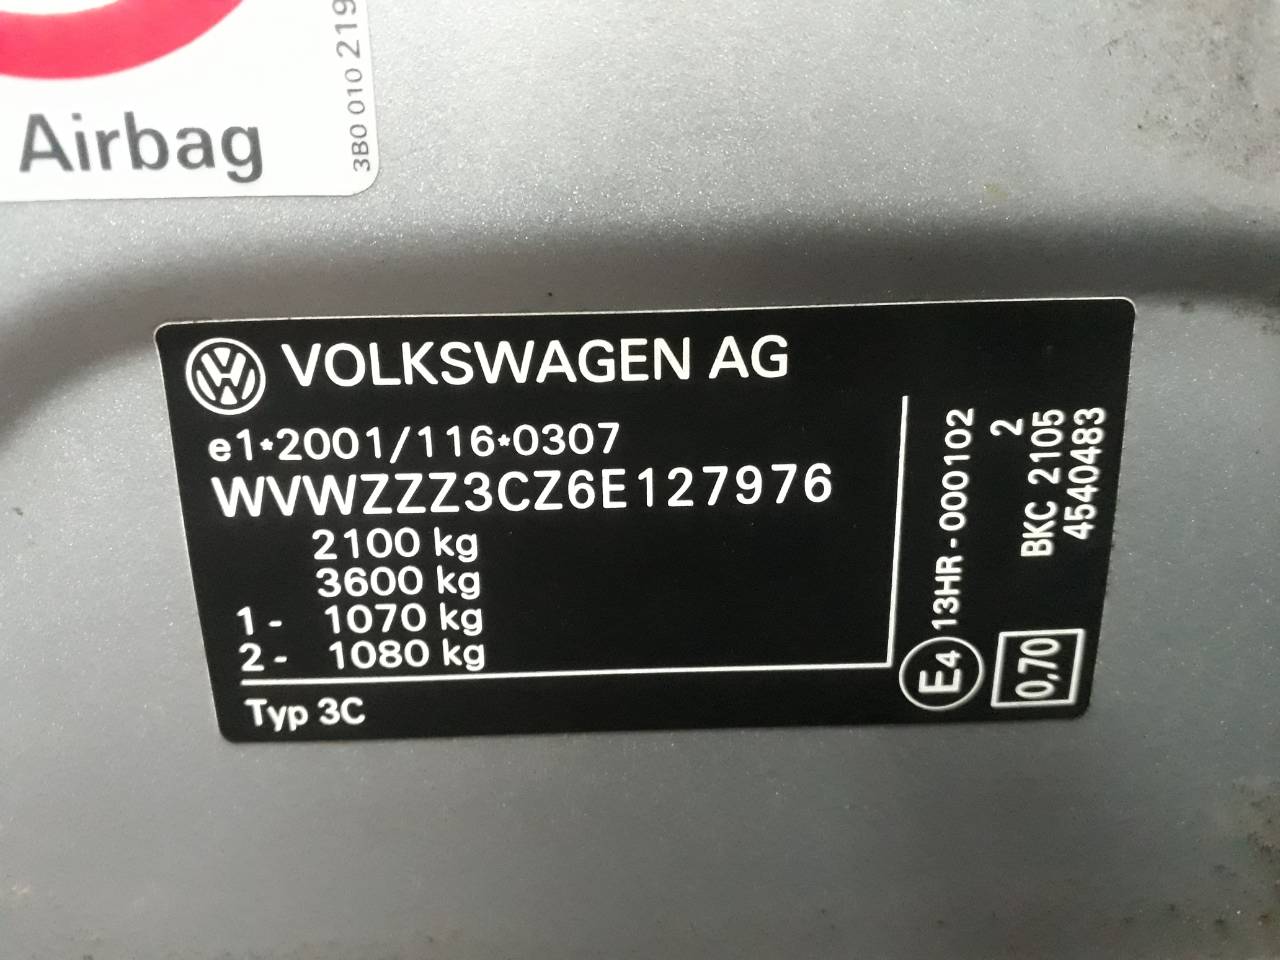 Airbag
3B0 010 219
VOLKSWAGEN AG
e1*2001/116*0307
WVWZZZ3CZ6E127976
2100 kg
3600 kg
1- 1070 kg
2- 1080 kg
Typ 3C
E4 13HR-000102
2
BKC 2105
4540483
0,70